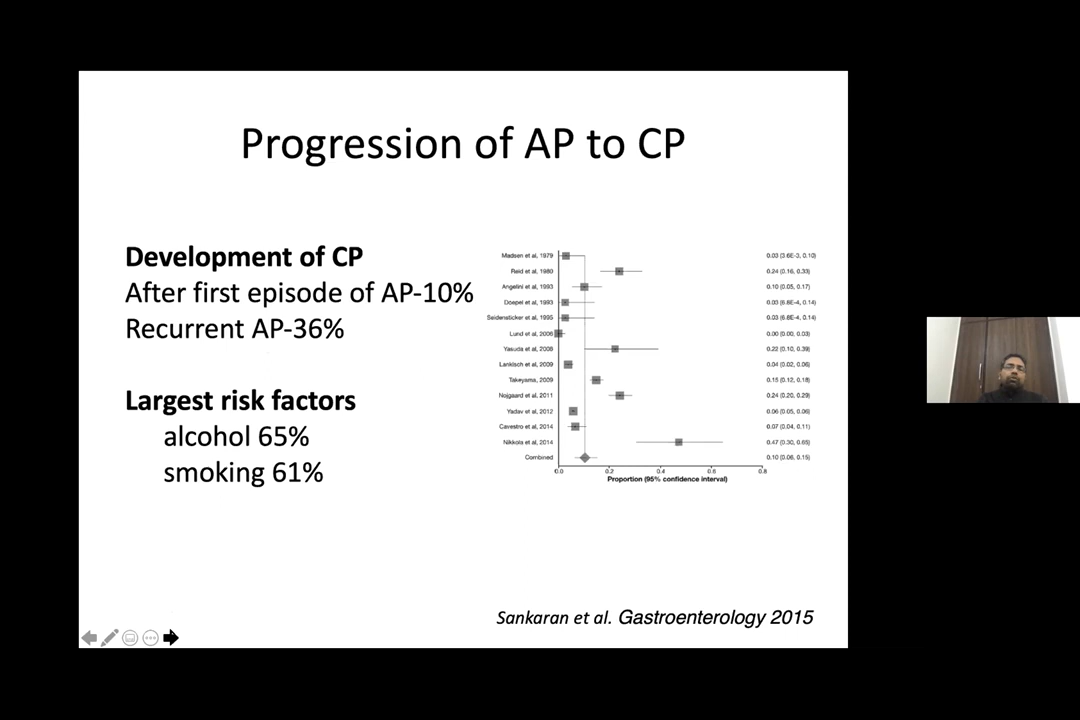 Progression of AP to CP
Development of CP
After first episode of AP-10%
Recurrent AP-36%
Largest risk factors
alcohol 65%
smoking 61%
Madsen et al, 1979 0.03 (3.6E-3, 0.10)
Reid et al, 1980 0.24 (0.16, 0.33)
Angelini et al, 1993 0.10 (0.05, 0.17)
Doepel et al, 1993 0.03 (6.8E-4, 0.14)
Seidensticker et al, 1995 0.03 (6.8E-4, 0.14)
Lund et al, 2006 0.00 (0.00, 0.03)
Yasuda et al, 2008 0.22 (0.10, 0.39)
Lankisch et al, 2009 0.04 (0.02, 0.06)
Takeyama, 2009 0.15 (0.12, 0.18)
Nojgaard et al, 2011 0.24 (0.20, 0.29)
Yadav et al, 2012 0.06 (0.05, 0.06)
Cavestro et al, 2014 0.07 (0.04, 0.11)
Nikkola et al, 2014 0.47 (0.30, 0.65)
Combined 0.10 (0.06, 0.15)
0.0 0.2 0.4 0.6 0.8
Proportion (95% confidence interval)
Sankaran et al. Gastroenterology 2015